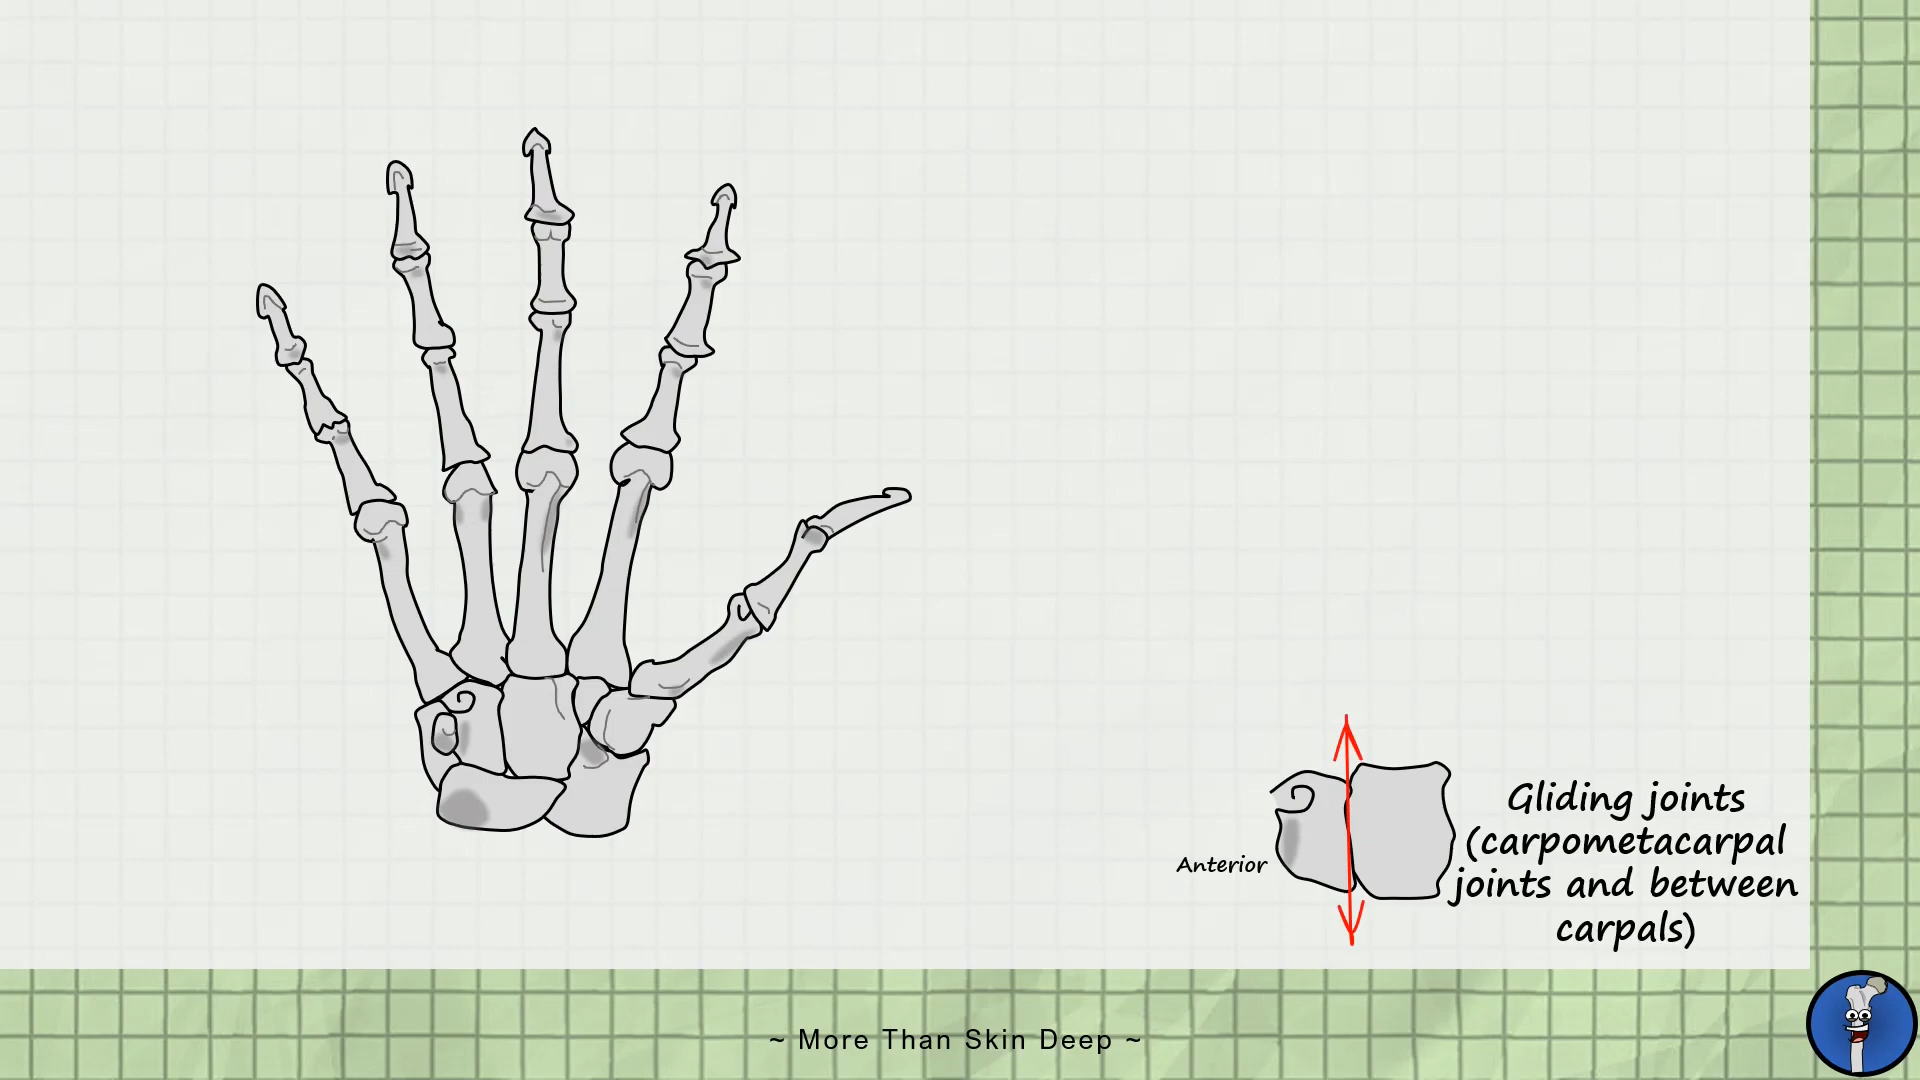 Gliding joints
(carpometacarpal
joints and between
carpals)
Anterior
~ More Than Skin Deep ~